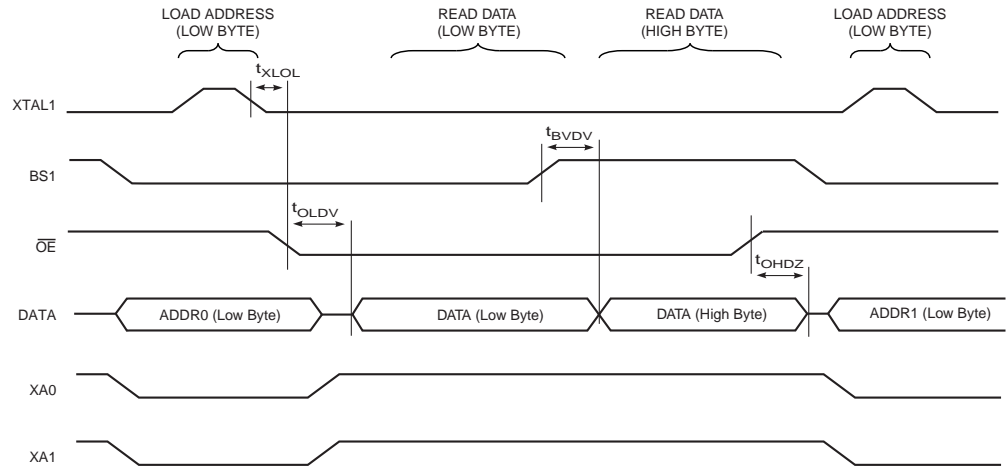 LOAD ADDRESS
(LOW BYTE)
READ DATA
(LOW BYTE)
READ DATA
(HIGH BYTE)
LOAD ADDRESS
(LOW BYTE)
tXLOL
XTAL1
tBVDV
BS1
tOLDV
OE
tOHDZ
DATA
ADDR0 (Low Byte)
DATA (Low Byte)
DATA (High Byte)
ADDR1 (Low Byte)
XA0
XA1